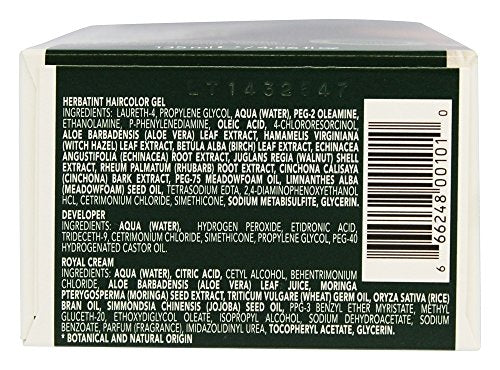 LT1432647
HERBATINT HAIRCOLOR GEL
INGREDIENTS: LAURETH-4, PROPYLENE GLYCOL, AQUA (WATER), PEG-2 OLEAMINE,
ETHANOLAMINE, P-PHENYLENEDIAMINE, OLEIC ACID, 4-CHLORORESORCINOL,
ALOE BARBADENSIS (ALOE VERA) LEAF EXTRACT, HAMAMELIS VIRGINIANA
(WITCH HAZEL) LEAF EXTRACT, BETULA ALBA (BIRCH) LEAF EXTRACT, ECHINACEA
ANGUSTIFOLIA (ECHINACEA) ROOT EXTRACT, JUGLANS REGIA (WALNUT) SHELL
EXTRACT, RHEUM PALMATUM (RHUBARB) ROOT EXTRACT, CINCHONA CALISAYA
(CINCHONA) BARK EXTRACT, PEG-75 MEADOWFOAM OIL, LIMNANTHES ALBA
(MEADOWFOAM) SEED OIL, TETRASODIUM EDTA, 2,4-DIAMINOPHENOXYETHANOL
HCL, CETRIMONIUM CHLORIDE, SIMETHICONE, SODIUM METABISULFITE, GLYCERIN.
DEVELOPER
INGREDIENTS: AQUA (WATER), HYDROGEN PEROXIDE, ETIDRONIC ACID,
TRIDECETH-9, CETRIMONIUM CHLORIDE, SIMETHICONE, PROPYLENE GLYCOL, PEG-40
HYDROGENATED CASTOR OIL.
ROYAL CREAM
INGREDIENTS: AQUA (WATER), CITRIC ACID, CETYL ALCOHOL, BEHENTRIMONIUM
CHLORIDE, ALOE BARBADENSIS (ALOE VERA) LEAF JUICE, MORINGA
PTERYGOSPERMA (MORINGA) SEED EXTRACT, TRITICUM VULGARE (WHEAT) GERM OIL, ORYZA SATIVA (RICE)
BRAN OIL, SIMMONDSIA CHINENSIS (JOJOBA) SEED OIL, PPG-3 BENZYL ETHER MYRISTATE, METHYL
GLUCETH-20, ETHOXYDIGLYCOL OLEATE, ISOPROPYL ALCOHOL, SODIUM DEHYDROACETATE, SODIUM
BENZOATE, PARFUM (FRAGRANCE), IMIDAZOLIDINYL UREA, TOCOPHERYL ACETATE, GLYCERIN.
* BOTANICAL AND NATURAL ORIGIN
6 66248 00101 0